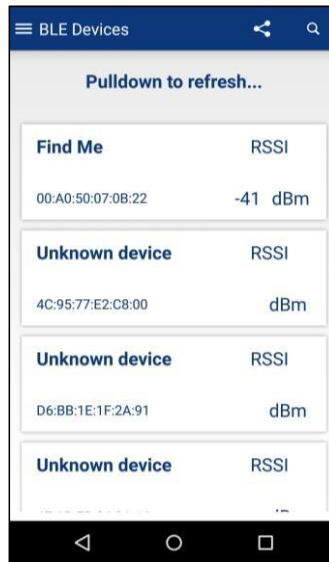 BLE Devices
Pulldown to refresh...
Find Me RSSI
00:A0:50:07:0B:22 -41 dBm
Unknown device RSSI
4C:95:77:E2:C8:00 dBm
Unknown device RSSI
D6:BB:1E:1F:2A:91 dBm
Unknown device RSSI